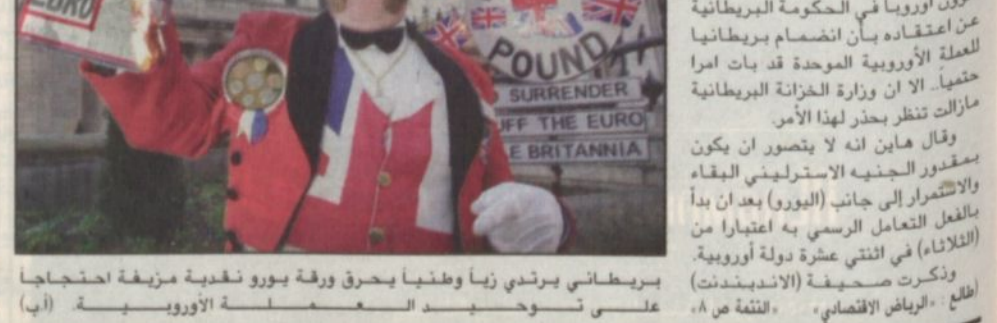 أوروبا في الحكومة البريطانية
عن اعتقاده بأن انضمام بريطانيا
للعملة الأوروبية الموحدة قد بات امرا
حتمياً.. الا ان وزارة الخزانة البريطانية
مازالت تنظر بحذر لهذا الأمر.
وقال هاين انه لا يتصور ان يكون
بمقدور الجنيه الاسترليني البقاء
والاستمرار إلى جانب (اليورو) بعد ان بدأ
بالفعل التعامل الرسمي به اعتبارا من
(الثلاثاء) في اثنتي عشرة دولة أوروبية.
وذكرت صحيفة (الاندبندنت)
(طالع: «الرياض الاقتصادي» «التتمة ص ٨»
EURO
POUND
SURRENDER
OFF THE EURO
E BRITANNIA
بريطاني يرتدي زياً وطنياً يحرق ورقة يورو نقدية مزيفة احتجاجاً
على توحيد العملة الأوروبية. (أ.ب)